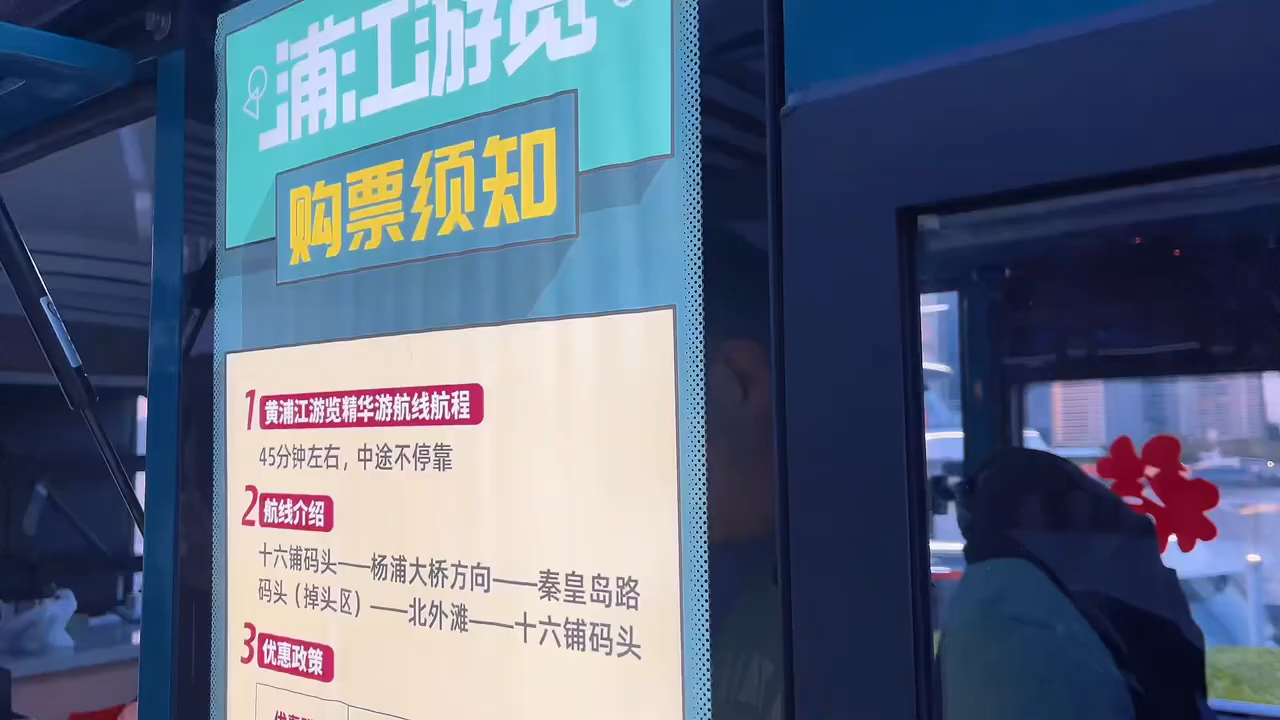 浦江游览
购票须知
1 黄浦江游览精华游航线航程
45分钟左右，中途不停靠
2 航线介绍
十六铺码头——杨浦大桥方向——秦皇岛路
码头（掉头区）——北外滩——十六铺码头
3 优惠政策